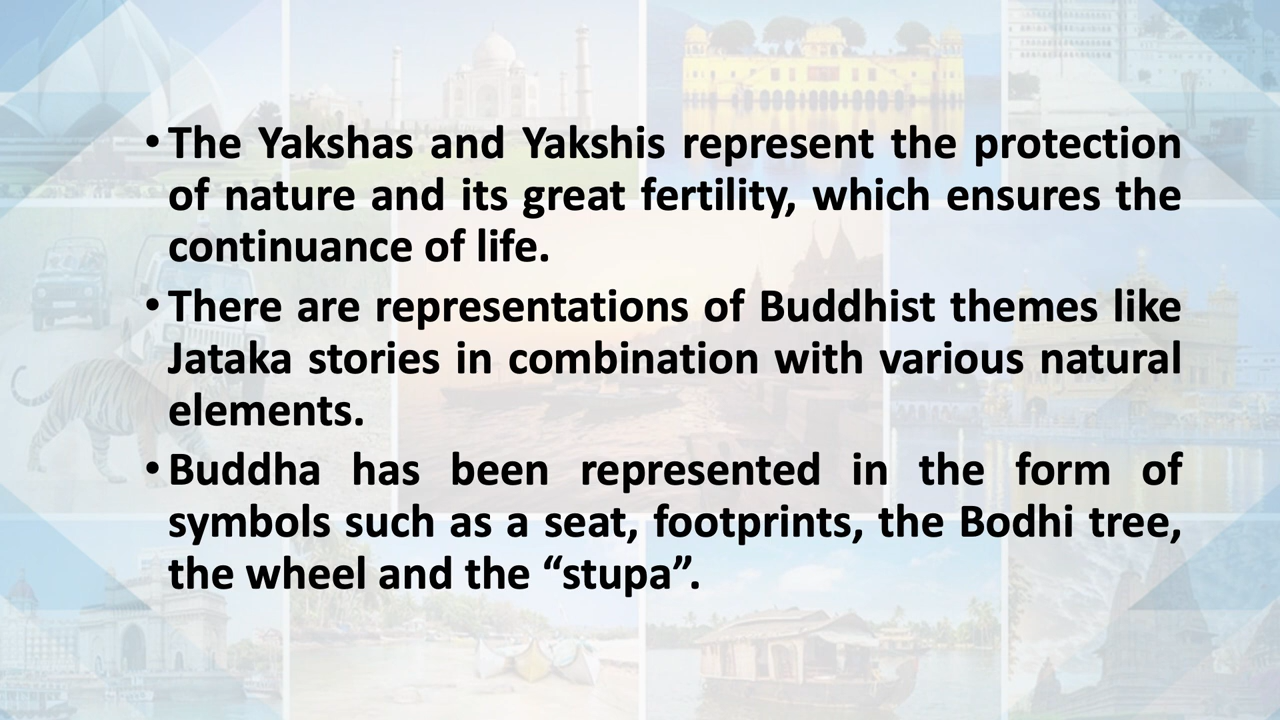 • The Yakshas and Yakshis represent the protection
of nature and its great fertility, which ensures the
continuance of life.
• There are representations of Buddhist themes like
Jataka stories in combination with various natural
elements.
• Buddha has been represented in the form of
symbols such as a seat, footprints, the Bodhi tree,
the wheel and the “stupa”.